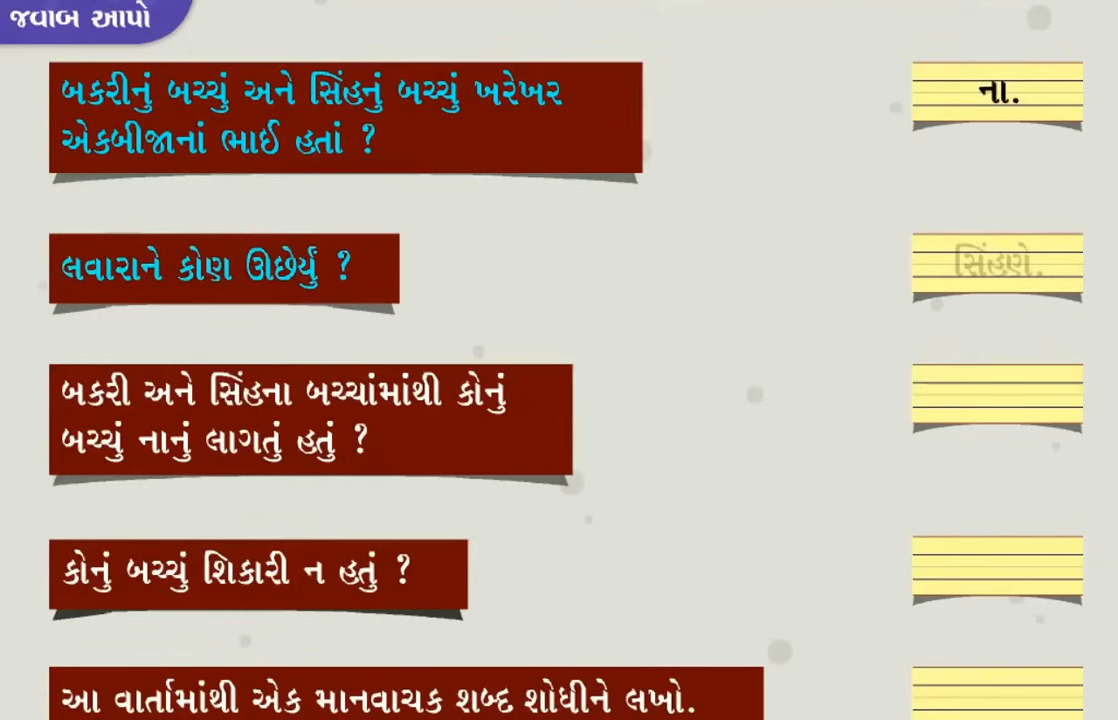 જવાબ આપો
બકરીનું બચ્ચું અને સિંહનું બચ્ચું ખરેખર
એકબીજાનાં ભાઈ હતાં ?
ના.
લવારાને કોણ ઊછેર્યું ?
સિંહણે.
બકરી અને સિંહના બચ્ચાંમાંથી કોનું
બચ્ચું નાનું લાગતું હતું ?
કોનું બચ્ચું શિકારી ન હતું ?
આ વાર્તામાંથી એક માનવાચક શબ્દ શોધીને લખો.